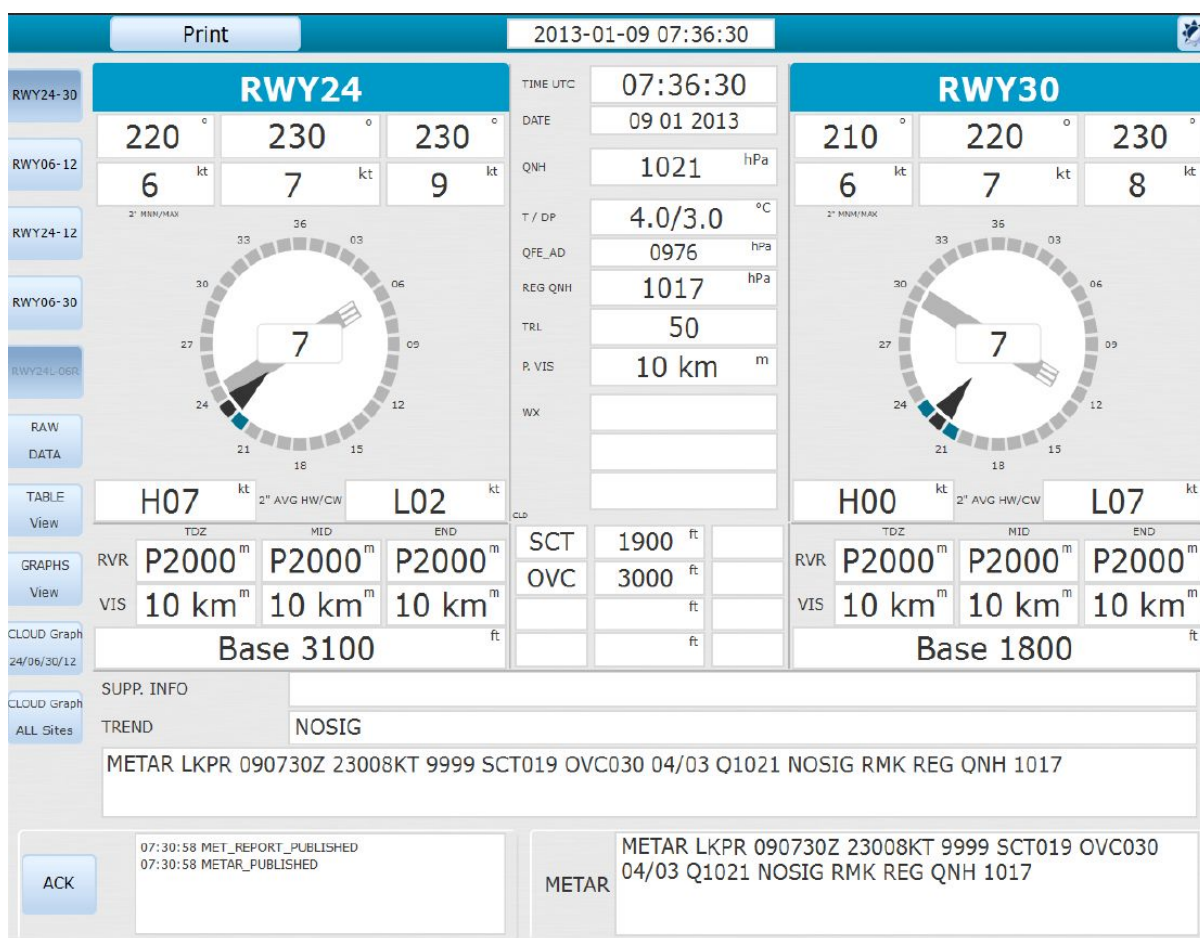 Print 2013-01-09 07:36:30
RWY24-30
RWY06-12
RWY24-12
RWY06-30
RWY24L-06R
RAW
DATA
TABLE
View
GRAPHS
View
CLOUD Graph
24/06/30/12
CLOUD Graph
ALL Sites
RWY24
220 ° 230 ° 230 °
6 kt 7 kt 9 kt
2" MNM/MAX
36
33 03
30 06
7
27 09
24 12
21 15
18
H07 kt 2" AVG HW/CW L02 kt
TDZ MID END
RVR P2000 m P2000 m P2000 m
VIS 10 km m 10 km m 10 km m
Base 3100 ft
TIME UTC 07:36:30
DATE 09 01 2013
QNH 1021 hPa
T / DP 4.0/3.0 °C
QFE_AD 0976 hPa
REG QNH 1017 hPa
TRL 50
P. VIS 10 km m
WX
CLD
SCT 1900 ft
OVC 3000 ft
ft
ft
RWY30
210 ° 220 ° 230 °
6 kt 7 kt 8 kt
2" MNM/MAX
36
33 03
30 06
7
27 09
24 12
21 15
18
H00 kt 2" AVG HW/CW L07 kt
TDZ MID END
RVR P2000 m P2000 m P2000 m
VIS 10 km m 10 km m 10 km m
Base 1800 ft
SUPP. INFO
TREND NOSIG
METAR LKPR 090730Z 23008KT 9999 SCT019 OVC030 04/03 Q1021 NOSIG RMK REG QNH 1017
ACK
07:30:58 MET_REPORT_PUBLISHED
07:30:58 METAR_PUBLISHED
METAR
METAR LKPR 090730Z 23008KT 9999 SCT019 OVC030
04/03 Q1021 NOSIG RMK REG QNH 1017